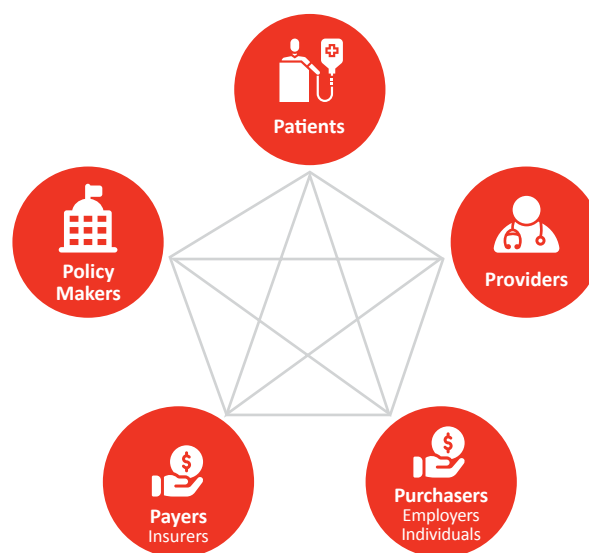 Patients
Policy
Makers
Providers
$
Payers
Insurers
$
Purchasers
Employers
Individuals